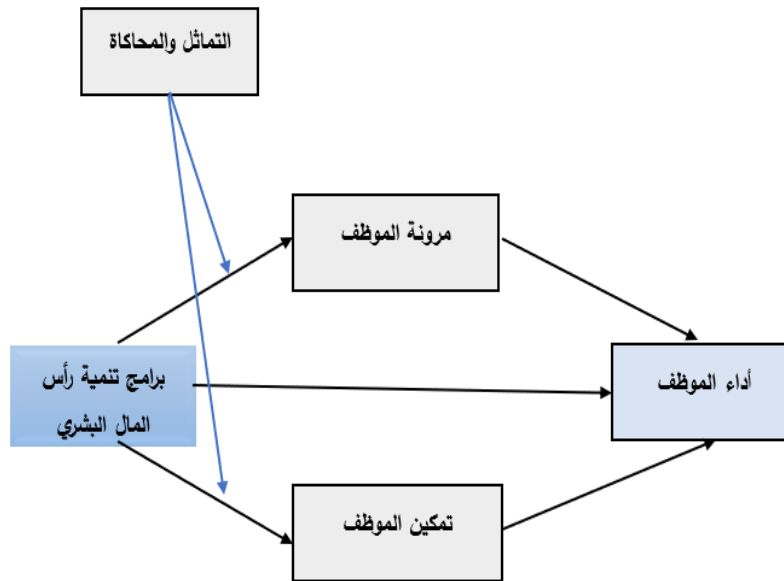 التماثل والمحاكاة
مرونة الموظف
برامج تنمية رأس
المال البشري
أداء الموظف
تمكين الموظف